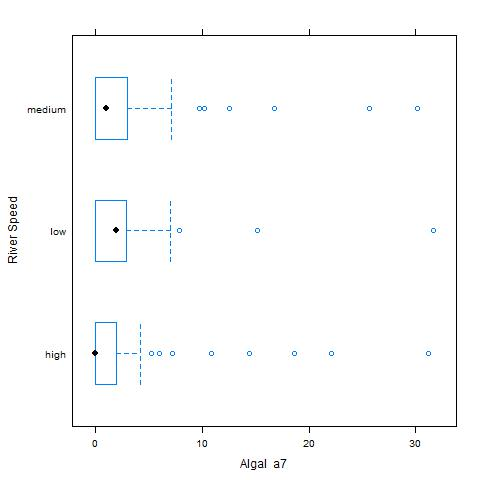 medium
low
high
River Speed
0 10 20 30
Algal a7